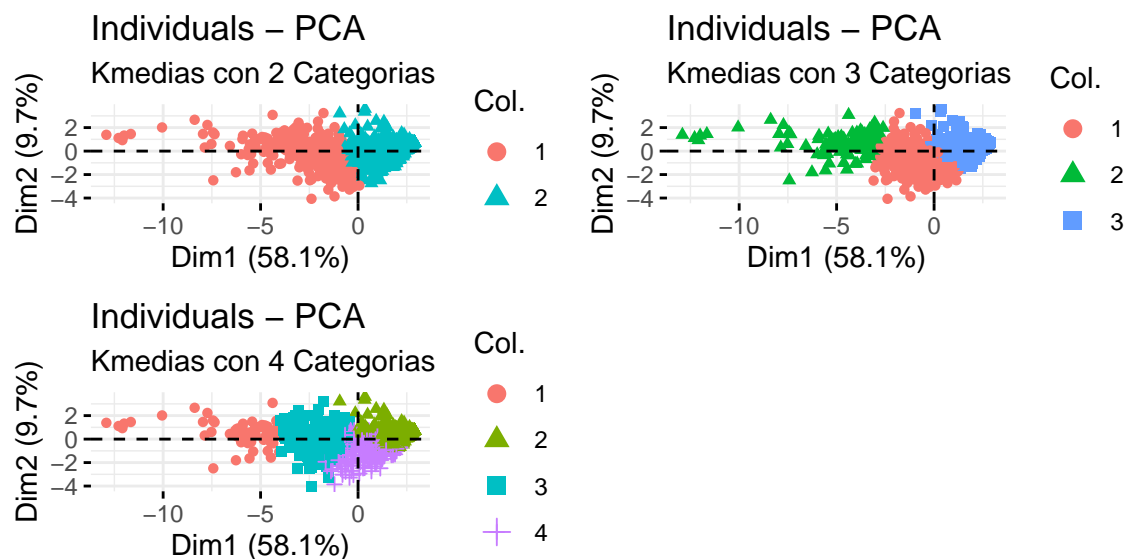 Individuals – PCA
Kmedias con 2 Categorias
Dim2 (9.7%)
2
0
−2
−4
−10
−5
0
Dim1 (58.1%)
Col.
1
2
Individuals – PCA
Kmedias con 3 Categorias
Dim2 (9.7%)
2
0
−2
−4
−10
−5
0
Dim1 (58.1%)
Col.
1
2
3
Individuals – PCA
Kmedias con 4 Categorias
Dim2 (9.7%)
2
0
−2
−4
−10
−5
0
Dim1 (58.1%)
Col.
1
2
3
4